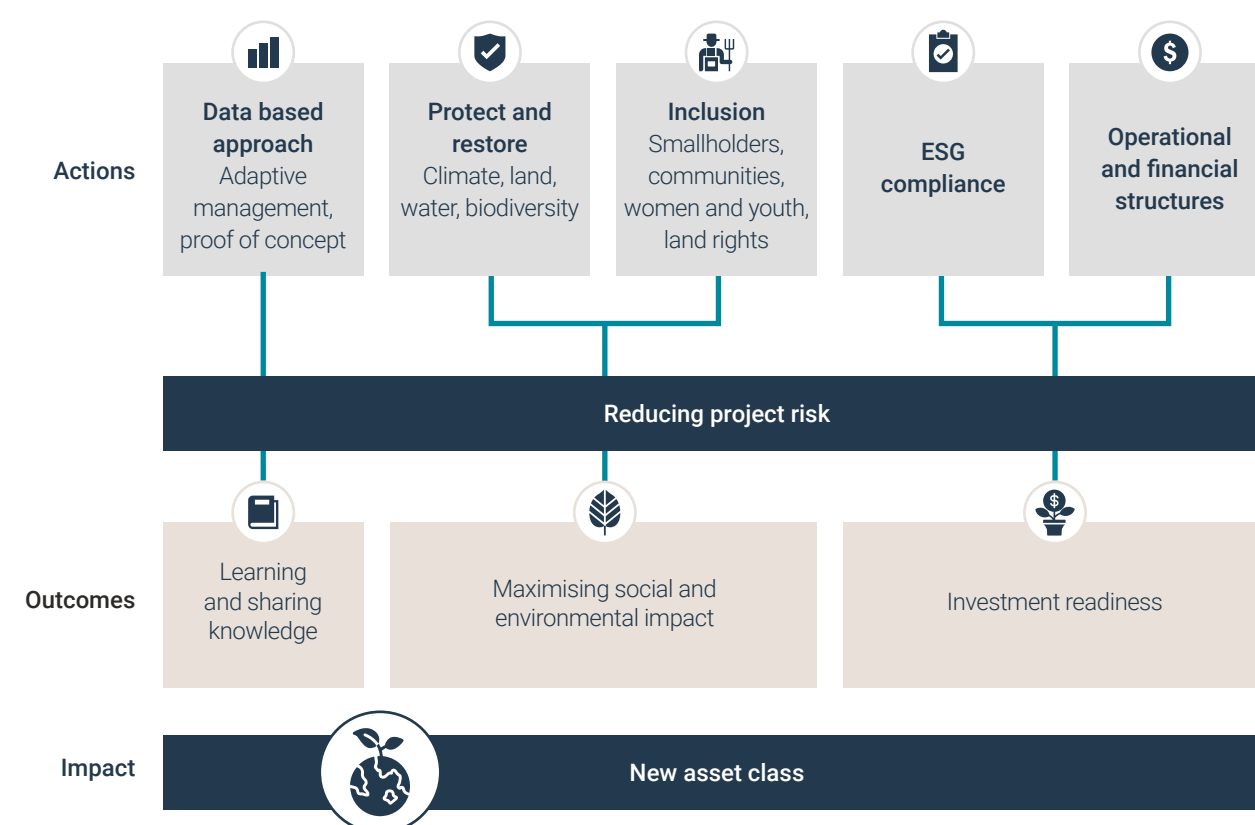 Actions
Data based
approach
Adaptive
management,
proof of concept
Protect and
restore
Climate, land,
water, biodiversity
Inclusion
Smallholders,
communities,
women and youth,
land rights
ESG
compliance
$
Operational
and financial
structures
Reducing project risk
Outcomes
Learning
and sharing
knowledge
Maximising social and
environmental impact
$
Investment readiness
Impact
New asset class